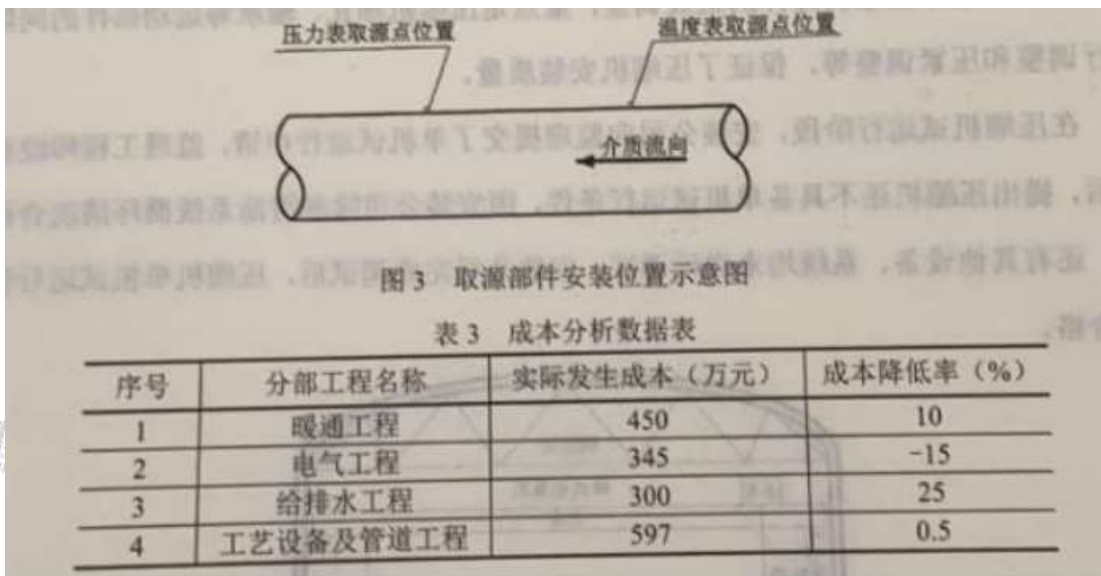 压力表取源点位置
温度表取源点位置
介质流向
图 3 取源部件安装位置示意图
表 3 成本分析数据表
序号 分部工程名称 实际发生成本（万元） 成本降低率（%）
1 暖通工程 450 10
2 电气工程 345 -15
3 给排水工程 300 25
4 工艺设备及管道工程 597 0.5